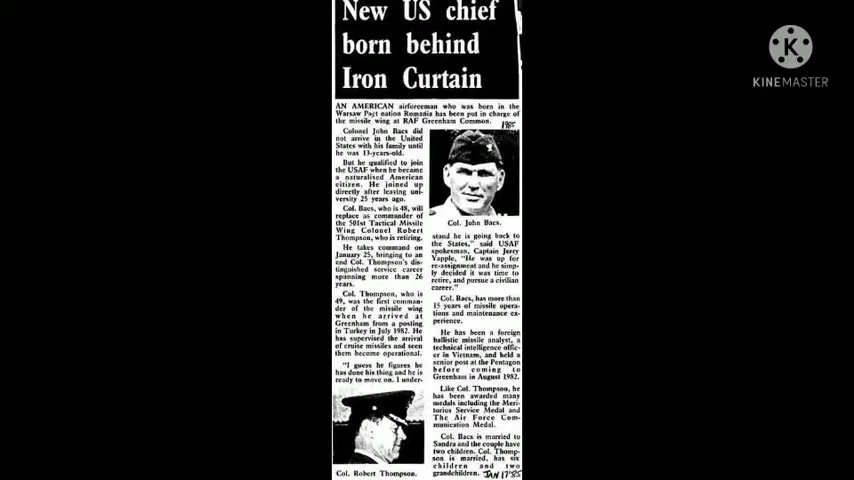 New US chief
born behind
Iron Curtain
AN AMERICAN airforceman who was born in the
Warsaw Pact nation Romania has been put in charge of
the missile wing at RAF Greenham Common.
1985
Colonel John Bacs did
not arrive in the United
States with his family until
he was 13-years-old.
But he qualified to join
the USAF when he became
a naturalised American
citizen. He joined up
directly after leaving uni-
versity 25 years ago.
Col. Bacs, who is 48, will
replace as commander of
the 501st Tactical Missile
Wing Colonel Robert
Thompson, who is retiring.
He takes command on
January 25, bringing to an
end Col. Thompson's dis-
tinguished service career
spanning more than 26
years.
Col. Thompson, who is
49, was the first comman-
der of the missile wing
when he arrived at
Greenham from a posting
in Turkey in July 1982. He
has supervised the arrival
of cruise missiles and seen
them become operational.
"I guess he figures he
has done his thing and he is
ready to move on. I under-
Col. Robert Thompson.
Col. John Bacs.
stand he is going back to
the States," said USAF
spokesman, Captain Jerry
Yapple, "He was up for
re-assignment and he simp-
ly decided it was time to
retire, and pursue a civilian
career."
Col. Bacs, has more than
15 years of missile opera-
tions and maintenance ex-
perience.
He has been a foreign
ballistic missile analyst, a
technical intelligence offic-
er in Vietnam, and held a
senior post at the Pentagon
before coming to
Greenham in August 1982.
Like Col. Thompson, he
has been awarded many
medals including the Meri-
torius Service Medal and
The Air Force Com-
munication Medal.
Col. Bacs is married to
Sandra and the couple have
two children. Col. Thomp-
son is married, has six
children and two
grandchildren. JAN 17 '85
K
KINEMASTER